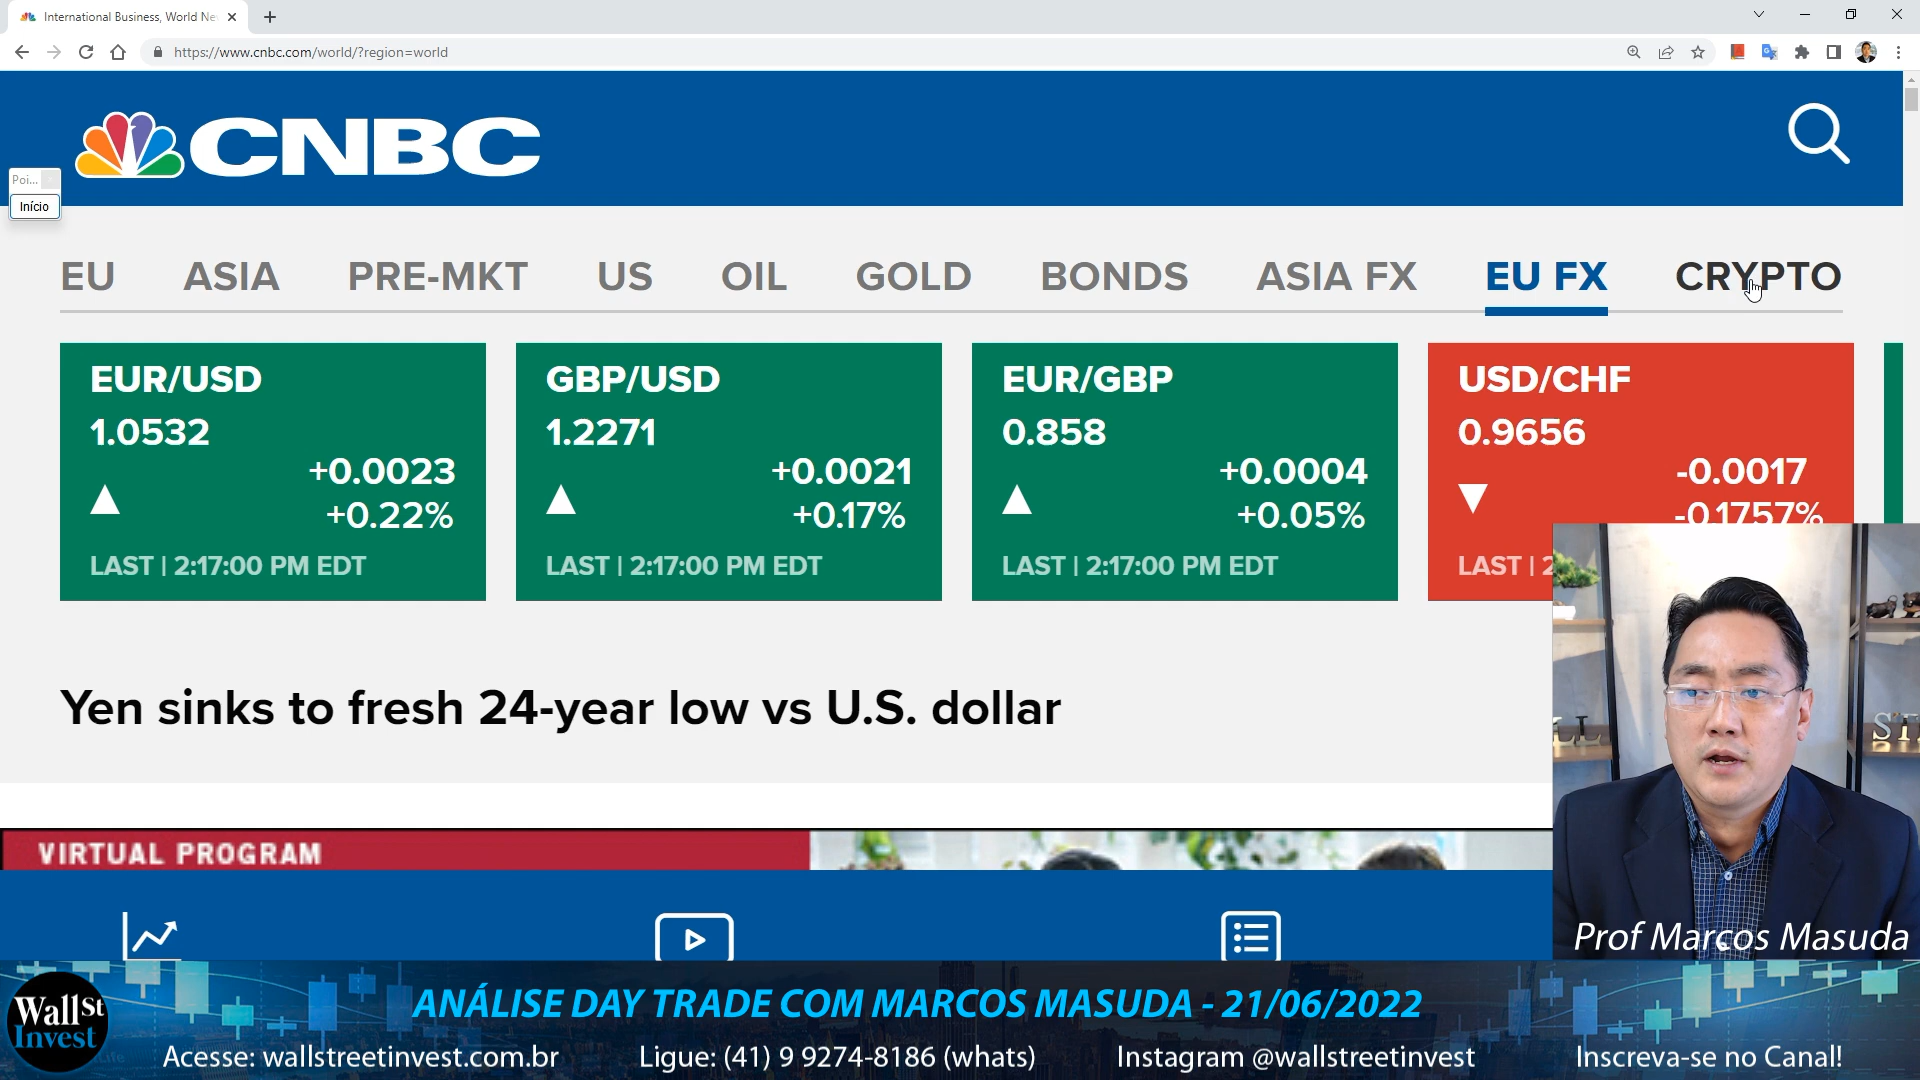 International Business, World Ne
https://www.cnbc.com/world/?region=world
CNBC
Poi...
Início
EU ASIA PRE-MKT US OIL GOLD BONDS ASIA FX EU FX CRYPTO
EUR/USD
1.0532
+0.0023
+0.22%
LAST | 2:17:00 PM EDT
GBP/USD
1.2271
+0.0021
+0.17%
LAST | 2:17:00 PM EDT
EUR/GBP
0.858
+0.0004
+0.05%
LAST | 2:17:00 PM EDT
USD/CHF
0.9656
-0.0017
-0.1757%
LAST | 2
Yen sinks to fresh 24-year low vs U.S. dollar
VIRTUAL PROGRAM
Prof Marcos Masuda
Wall St
Invest
ANÁLISE DAY TRADE COM MARCOS MASUDA - 21/06/2022
Acesse: wallstreetinvest.com.br Ligue: (41) 9 9274-8186 (whats) Instagram @wallstreetinvest Inscreva-se no Canal!